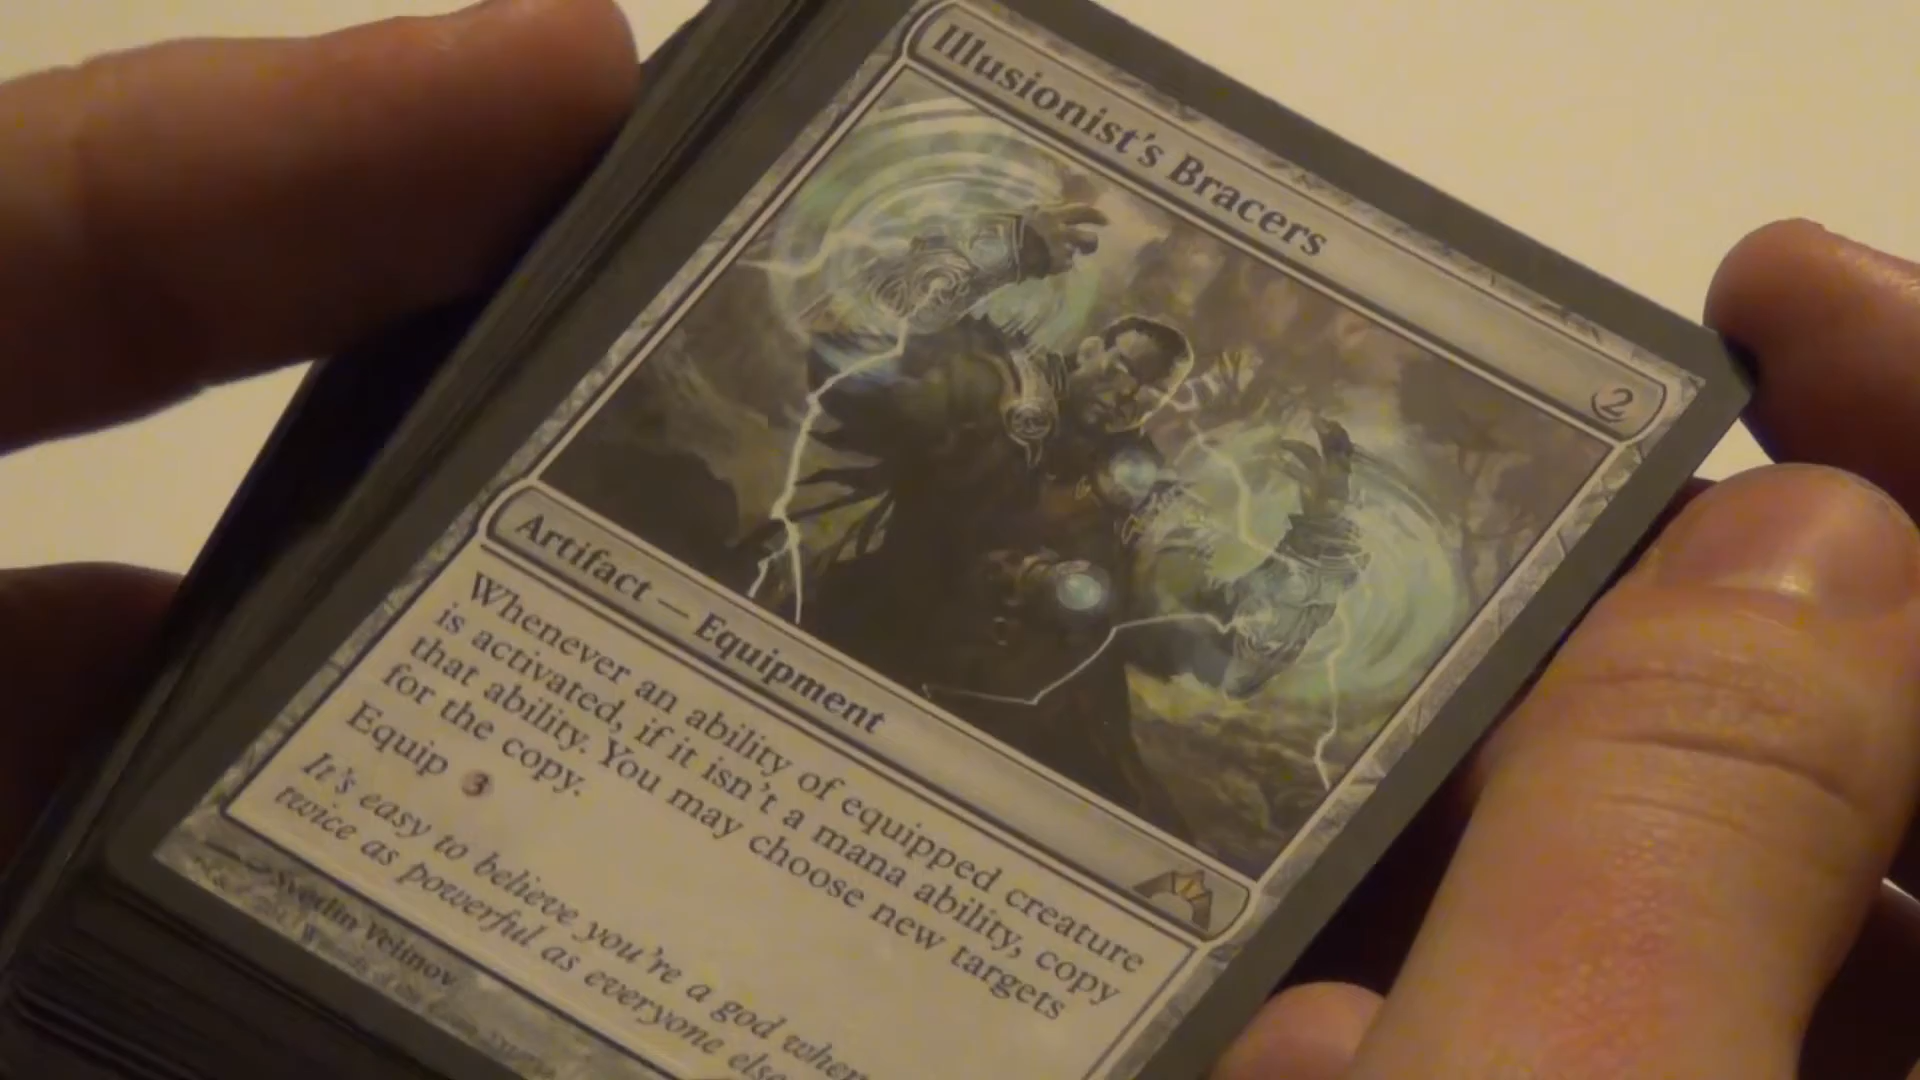 Illusionist's Bracers 2
Artifact — Equipment
Whenever an ability of equipped creature
is activated, if it isn't a mana ability, copy
that ability. You may choose new targets
for the copy.
Equip 3
It's easy to believe you're a god when
twice as powerful as everyone else
Svetlin Velinov